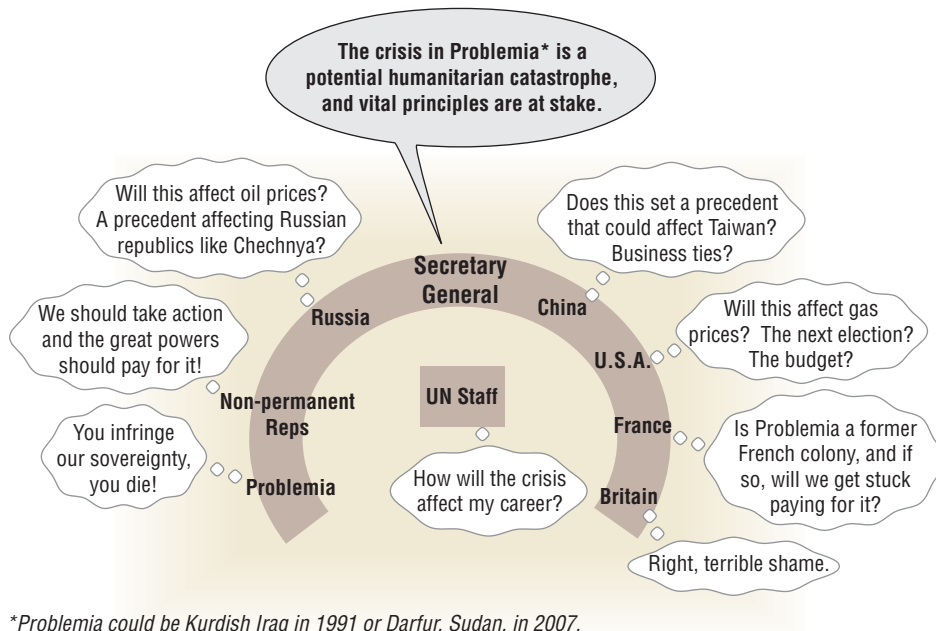 The crisis in Problemia* is a
potential humanitarian catastrophe,
and vital principles are at stake.
Will this affect oil prices?
A precedent affecting Russian
republics like Chechnya?
Does this set a precedent
that could affect Taiwan?
Business ties?
Secretary
General
Russia
China
We should take action
and the great powers
should pay for it!
Will this affect gas
prices? The next election?
The budget?
U.S.A.
Non-permanent
Reps
UN Staff
France
You infringe
our sovereignty,
you die!
Is Problemia a former
French colony, and if
so, will we get stuck
paying for it?
Problemia
How will the crisis
affect my career?
Britain
Right, terrible shame.
*Problemia could be Kurdish Iraq in 1991 or Darfur, Sudan, in 2007.